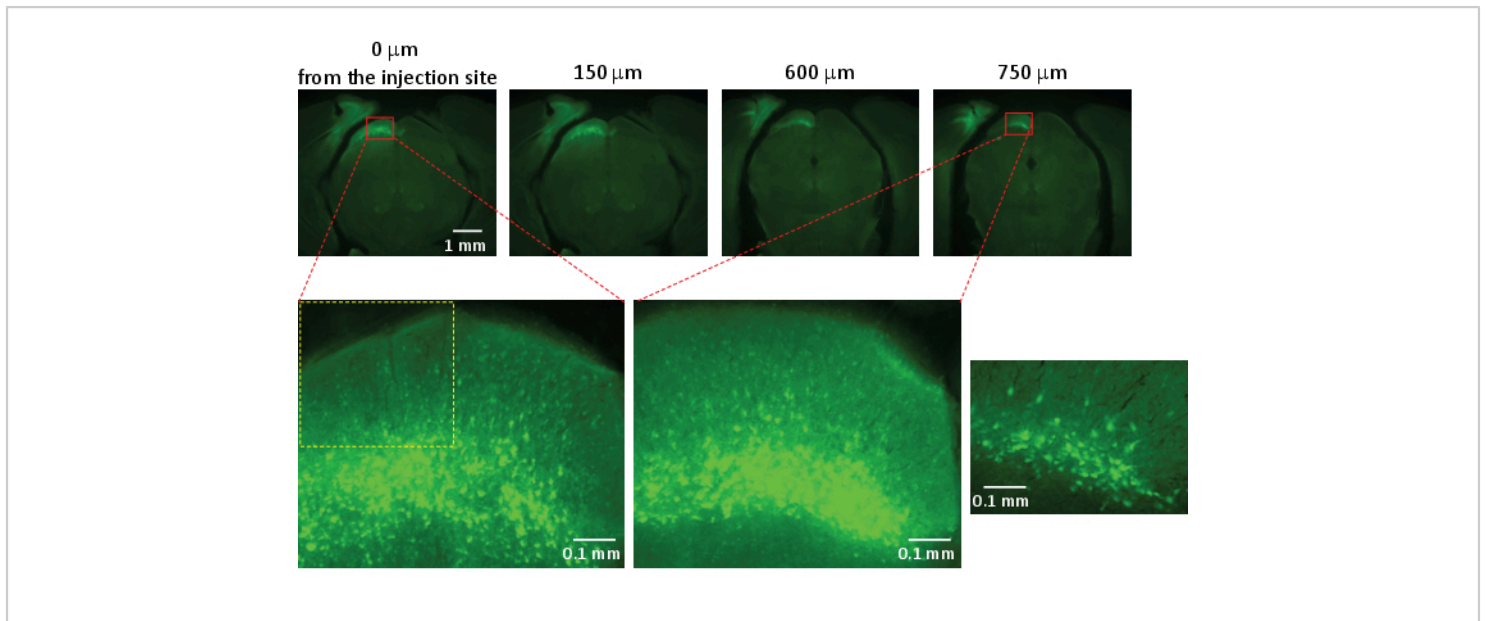 0 μm
from the injection site
150 μm
600 μm
750 μm
1 mm
0.1 mm
0.1 mm
0.1 mm